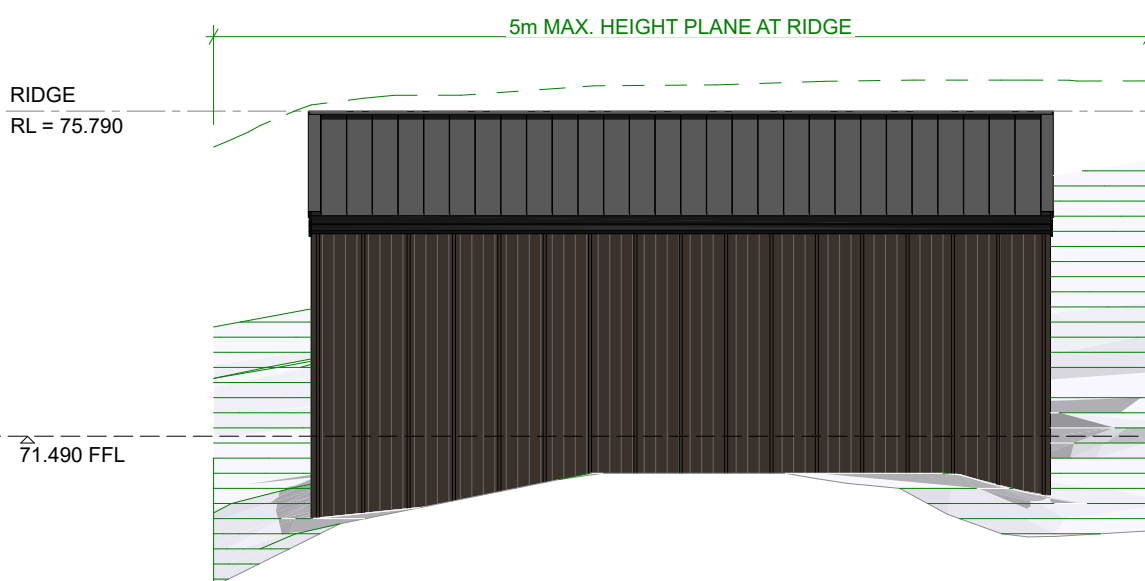 5m MAX. HEIGHT PLANE AT RIDGE
RIDGE
RL = 75.790
71.490 FFL